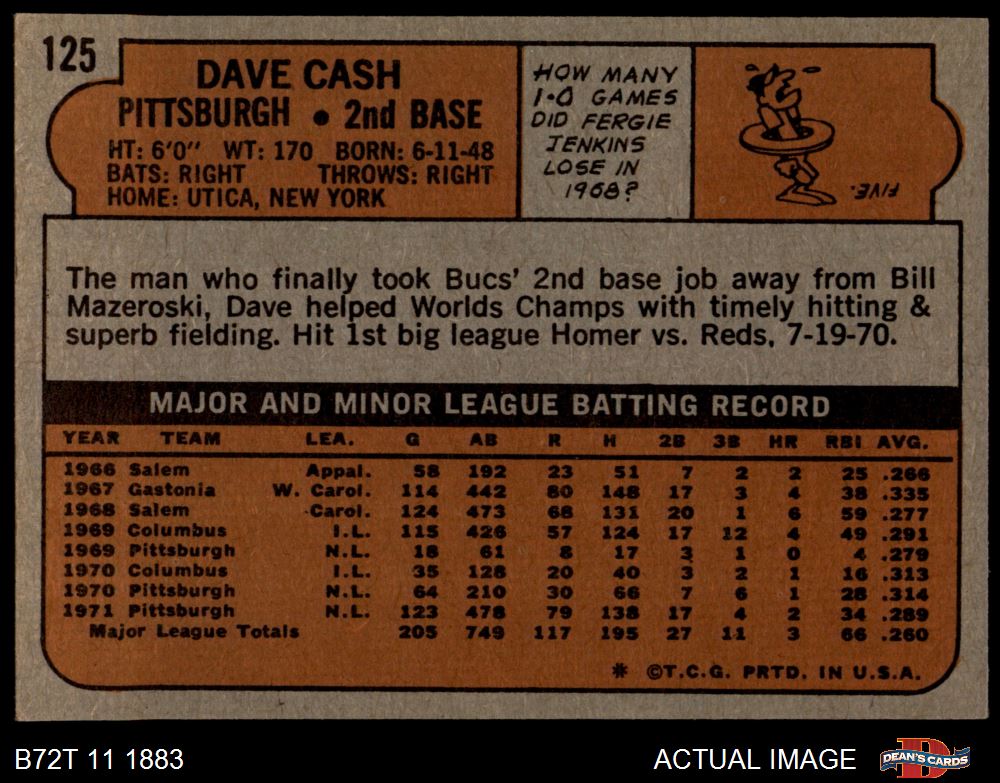 125
DAVE CASH
PITTSBURGH • 2nd BASE
HT: 6'0" WT: 170 BORN: 6-11-48
BATS: RIGHT THROWS: RIGHT
HOME: UTICA, NEW YORK
HOW MANY
1-0 GAMES
DID FERGIE
JENKINS
LOSE IN
1968?
FIVE.
The man who finally took Bucs' 2nd base job away from Bill
Mazeroski, Dave helped Worlds Champs with timely hitting &
superb fielding. Hit 1st big league Homer vs. Reds, 7-19-70.
MAJOR AND MINOR LEAGUE BATTING RECORD
YEAR TEAM LEA. G AB R H 2B 3B HR RBI AVG.
1966 Salem Appal. 58 192 23 51 7 2 2 25 .266
1967 Gastonia W. Carol. 114 442 80 148 17 3 4 38 .335
1968 Salem Carol. 124 473 68 131 20 1 6 59 .277
1969 Columbus I.L. 115 426 57 124 17 12 4 49 .291
1969 Pittsburgh N.L. 18 61 8 17 3 1 0 4 .279
1970 Columbus I.L. 35 128 20 40 3 2 1 16 .313
1970 Pittsburgh N.L. 64 210 30 66 7 6 1 28 .314
1971 Pittsburgh N.L. 123 478 79 138 17 4 2 34 .289
Major League Totals 205 749 117 195 27 11 3 66 .260
* ©T.C.G. PRTD. IN U.S.A.
B72T 11 1883
ACTUAL IMAGE
DEAN'S CARDS